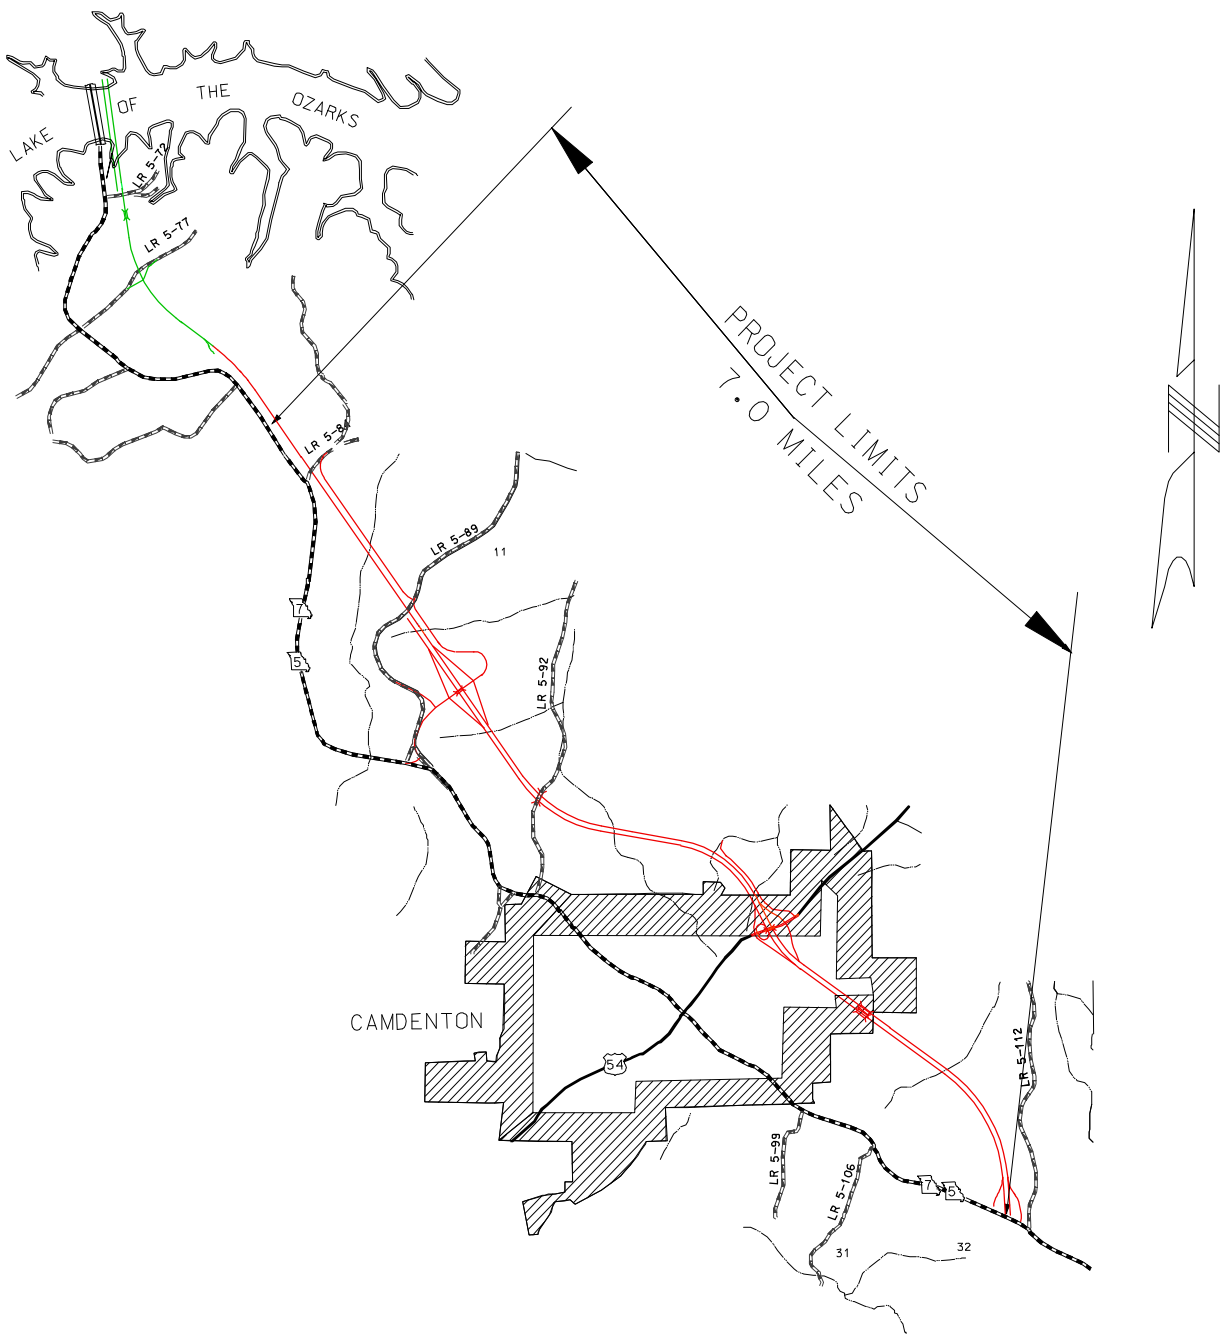 LAKE OF THE OZARKS
LR 5-72
LR 5-77
PROJECT LIMITS
7.0 MILES
LR 5-8
LR 5-89
11
7
5
LR 5-92
CAMDENTON
54
LR 5-112
LR 5-99
LR 5-106
7
5
31
32